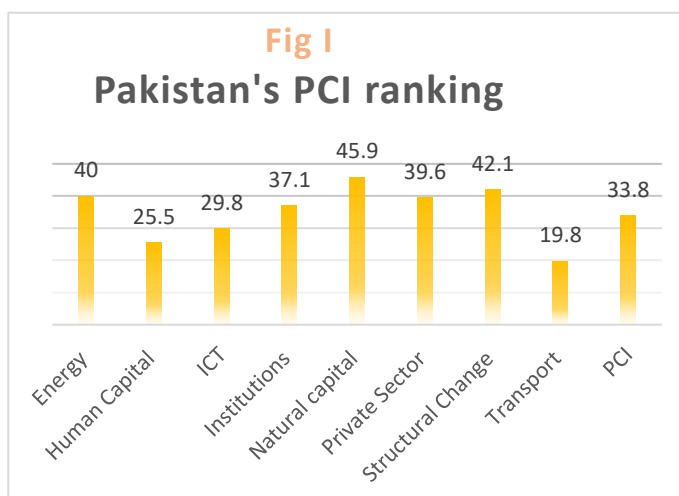 Fig I
Pakistan's PCI ranking
40
25.5
29.8
37.1
45.9
39.6
42.1
19.8
33.8
Energy
Human Capital
ICT
Institutions
Natural capital
Private Sector
Structural Change
Transport
PCI